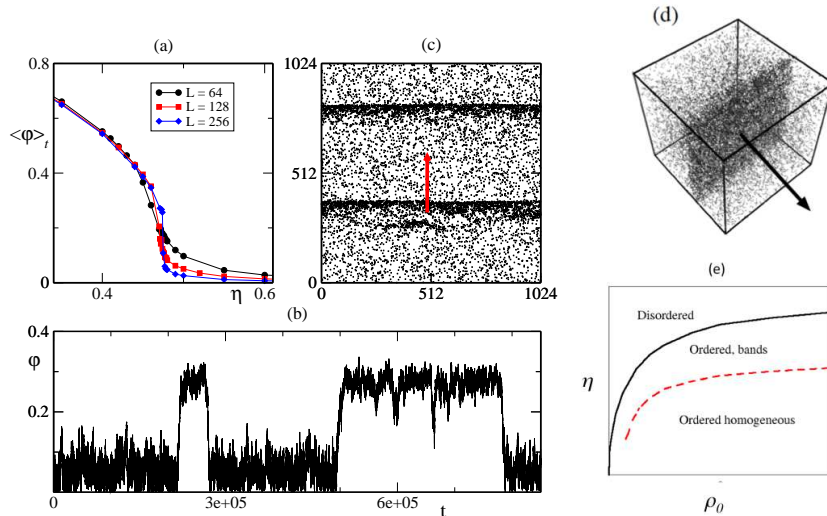 (a)
0.8
<φ>t
0.4
0
0.4
η
0.6
L = 64
L = 128
L = 256
(c)
1024
512
0
0
512
1024
(d)
(b)
0.4
φ
0.2
0
3e+05
6e+05
t
(e)
Disordered
Ordered, bands
η
Ordered homogeneous
ρ0